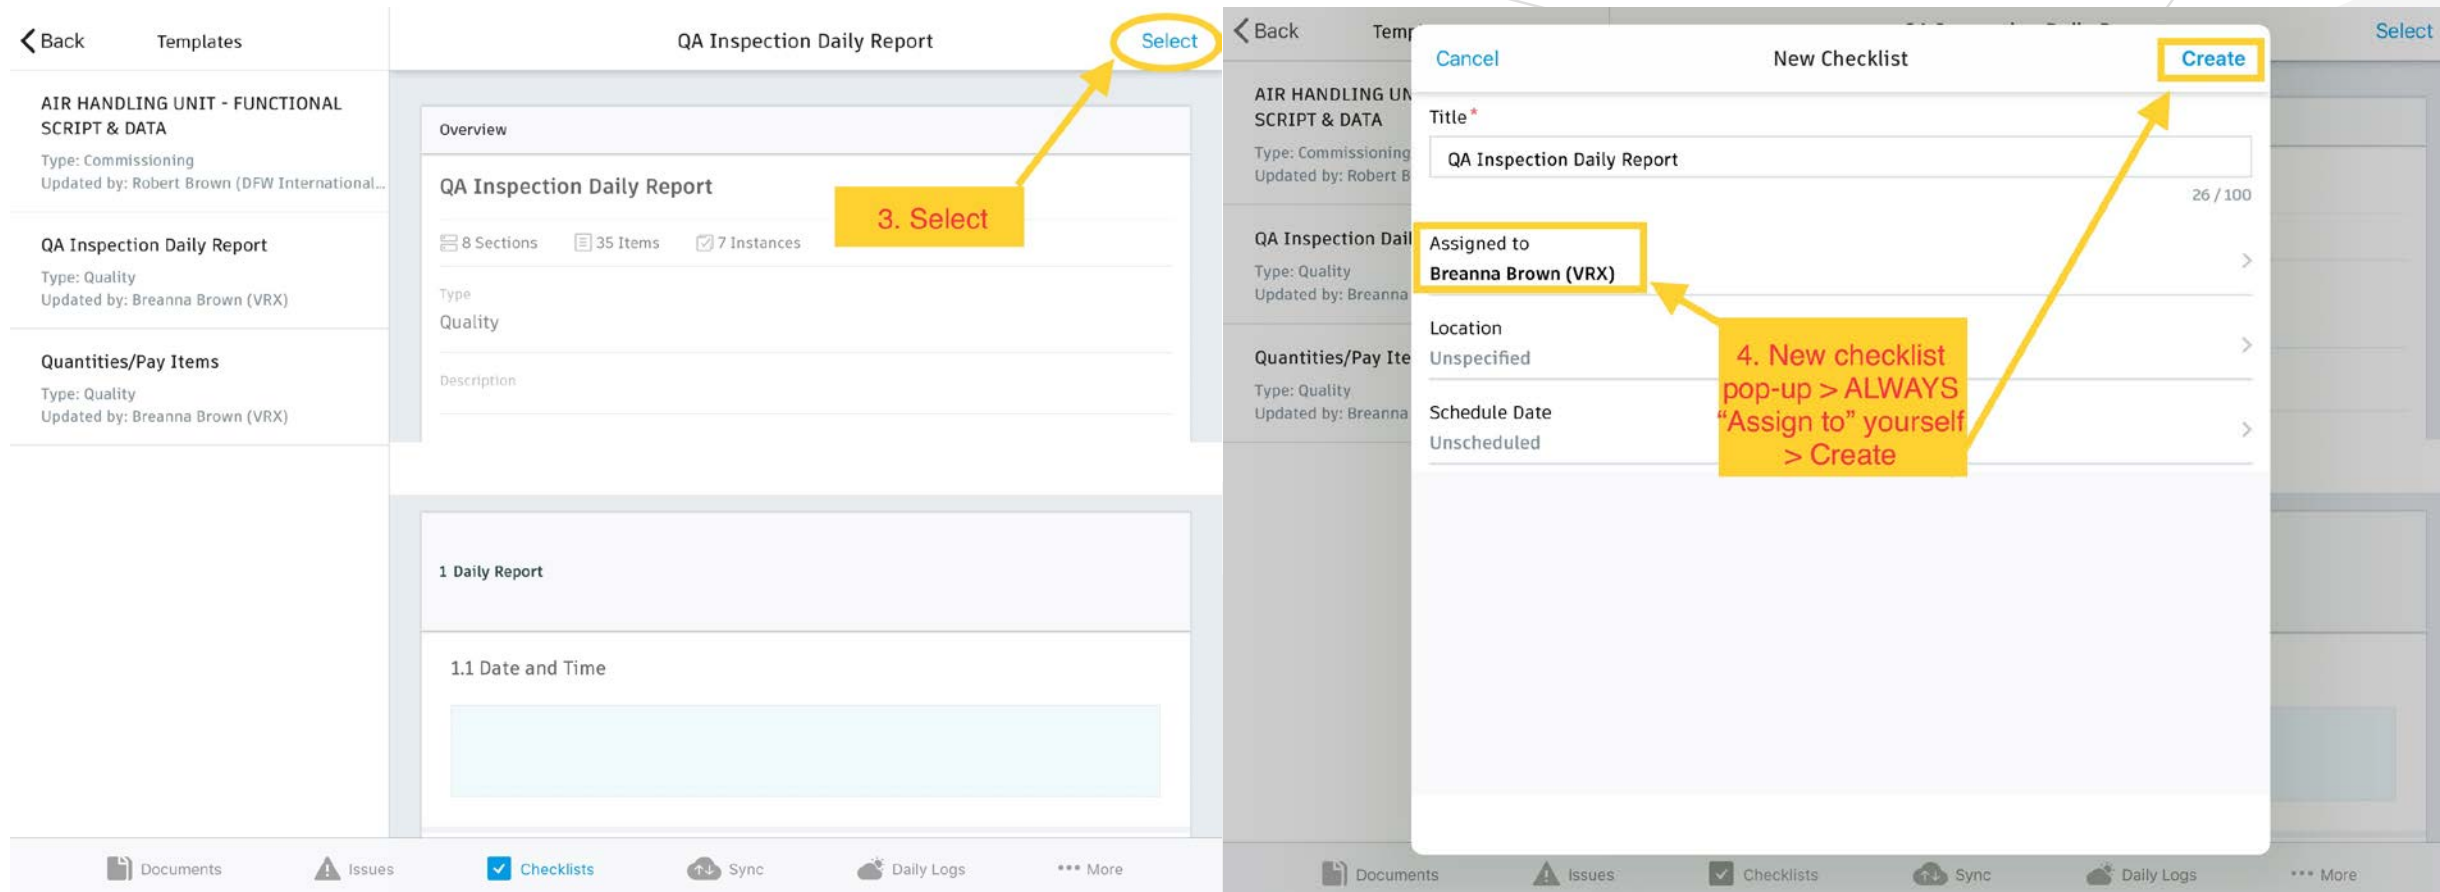 Back
Templates
QA Inspection Daily Report
Select
AIR HANDLING UNIT - FUNCTIONAL
SCRIPT & DATA
Type: Commissioning
Updated by: Robert Brown (DFW International...
QA Inspection Daily Report
Type: Quality
Updated by: Breanna Brown (VRX)
Quantities/Pay Items
Type: Quality
Updated by: Breanna Brown (VRX)
Overview
QA Inspection Daily Report
8 Sections
35 Items
7 Instances
3. Select
Type
Quality
Description
1 Daily Report
1.1 Date and Time
Documents
Issues
Checklists
Sync
Daily Logs
More
Back
Select
AIR HANDLING UN
SCRIPT & DATA
Type: Commissioning
Updated by: Robert B
QA Inspection Dail
Type: Quality
Updated by: Breanna
Quantities/Pay Ite
Type: Quality
Updated by: Breanna
Cancel
New Checklist
Create
Title*
QA Inspection Daily Report
26 / 100
Assigned to
Breanna Brown (VRX)
Location
Unspecified
Schedule Date
Unscheduled
4. New checklist
pop-up > ALWAYS
“Assign to” yourself
> Create
Documents
Issues
Checklists
Sync
Daily Logs
More